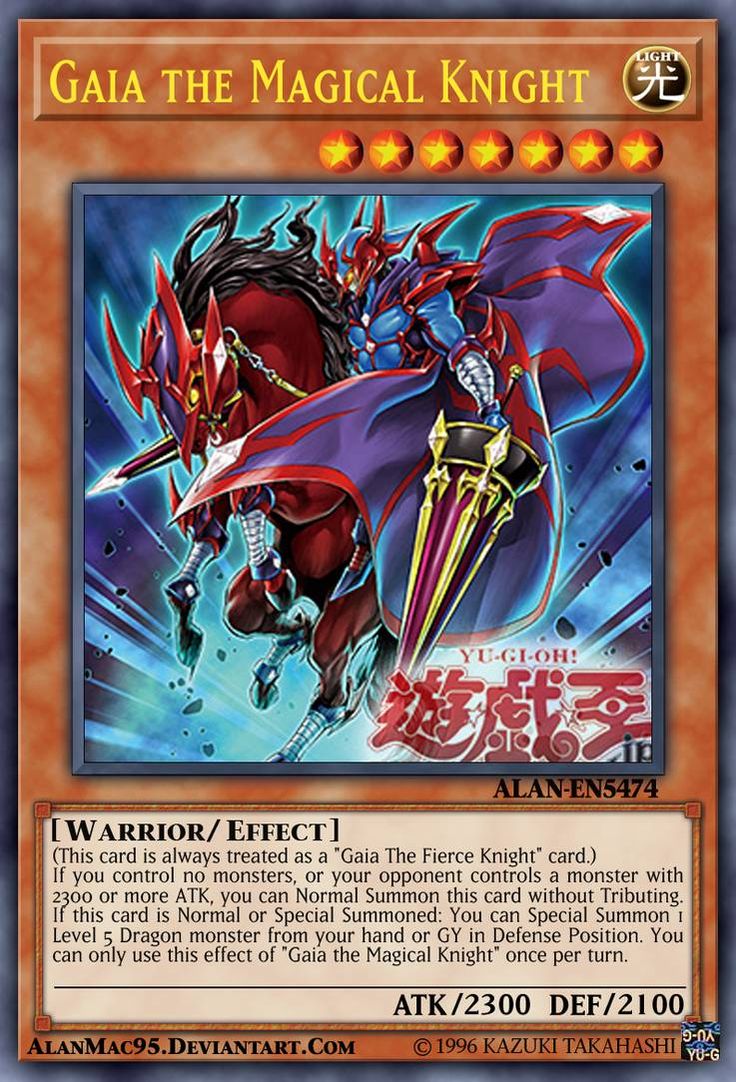 GAIA THE MAGICAL KNIGHT
LIGHT
光
YU-GI-OH!
遊☆戯☆王
.jp
ALAN-EN5474
[WARRIOR/EFFECT]
(This card is always treated as a "Gaia The Fierce Knight" card.)
If you control no monsters, or your opponent controls a monster with
2300 or more ATK, you can Normal Summon this card without Tributing.
If this card is Normal or Special Summoned: You can Special Summon 1
Level 5 Dragon monster from your hand or GY in Defense Position. You
can only use this effect of "Gaia the Magical Knight" once per turn.
ATK/2300 DEF/2100
ALANMAC95.DEVIANTART.COM
©1996 KAZUKI TAKAHASHI
YU-G